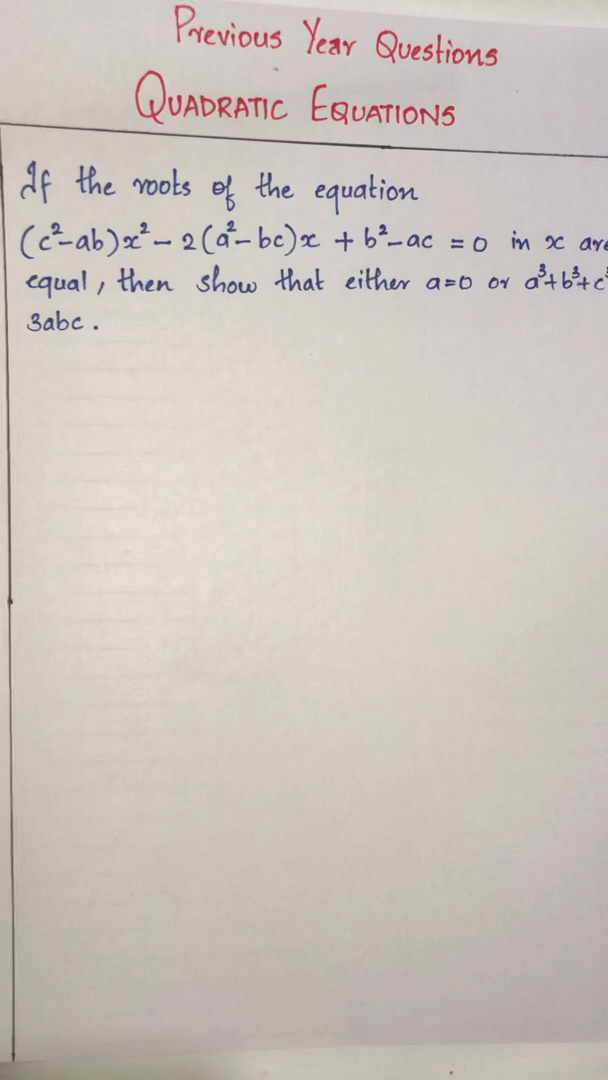 Previous Year Questions
QUADRATIC EQUATIONS
If the roots of the equation
(c²-ab)x² - 2(a²-bc)x + b²-ac = 0 in x are
equal, then show that either a=0 or a³+b³+c³
3abc.